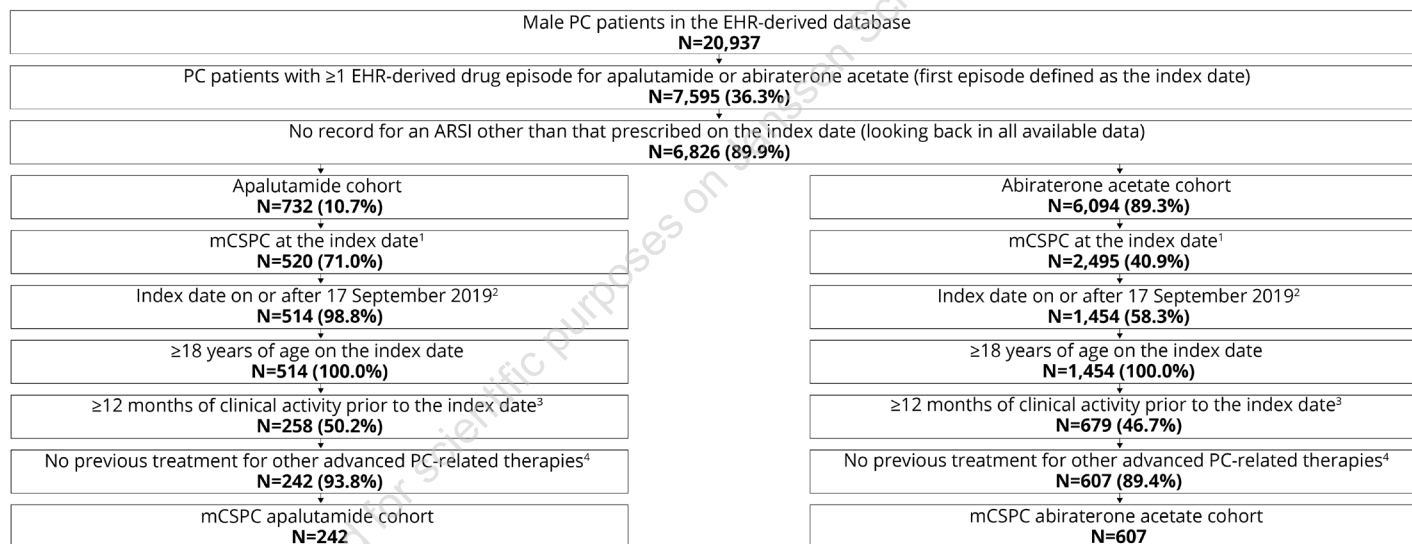 Male PC patients in the EHR-derived database
N=20,937
PC patients with ≥1 EHR-derived drug episode for apalutamide or abiraterone acetate (first episode defined as the index date)
N=7,595 (36.3%)
No record for an ARSI other than that prescribed on the index date (looking back in all available data)
N=6,826 (89.9%)
Apalutamide cohort
N=732 (10.7%)
mCSPC at the index date¹
N=520 (71.0%)
Index date on or after 17 September 2019²
N=514 (98.8%)
≥18 years of age on the index date
N=514 (100.0%)
≥12 months of clinical activity prior to the index date³
N=258 (50.2%)
No previous treatment for other advanced PC-related therapies⁴
N=242 (93.8%)
mCSPC apalutamide cohort
N=242
Abiraterone acetate cohort
N=6,094 (89.3%)
mCSPC at the index date¹
N=2,495 (40.9%)
Index date on or after 17 September 2019²
N=1,454 (58.3%)
≥18 years of age on the index date
N=1,454 (100.0%)
≥12 months of clinical activity prior to the index date³
N=679 (46.7%)
No previous treatment for other advanced PC-related therapies⁴
N=607 (89.4%)
mCSPC abiraterone acetate cohort
N=607
for scientific purposes on Janssen